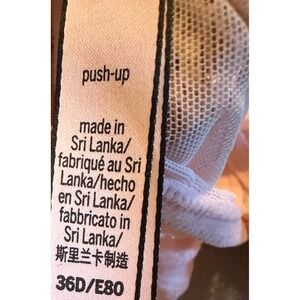 push-up
made in
Sri Lanka/
fabriqué au Sri
Lanka/hecho
en Sri Lanka/
fabbricato in
Sri Lanka/
斯里兰卡制造
36D/E80